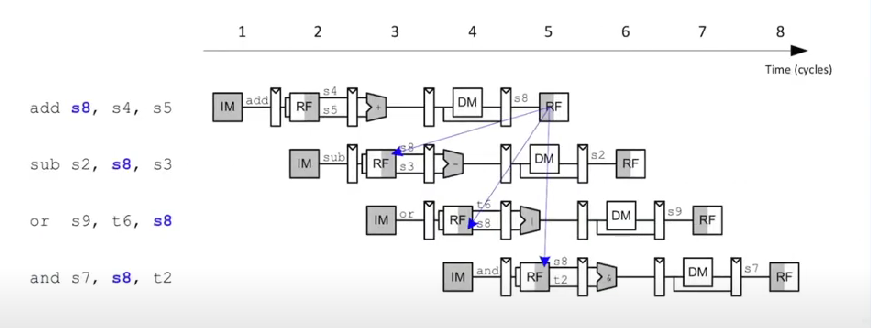 1 2 3 4 5 6 7 8
Time (cycles)
add s8, s4, s5
IM add RF s4 s5 + DM s8 RF
sub s2, s8, s3
IM sub RF s8 s3 - DM s2 RF
or s9, t6, s8
IM or RF t6 s8 | DM s9 RF
and s7, s8, t2
IM and RF s8 t2 & DM s7 RF